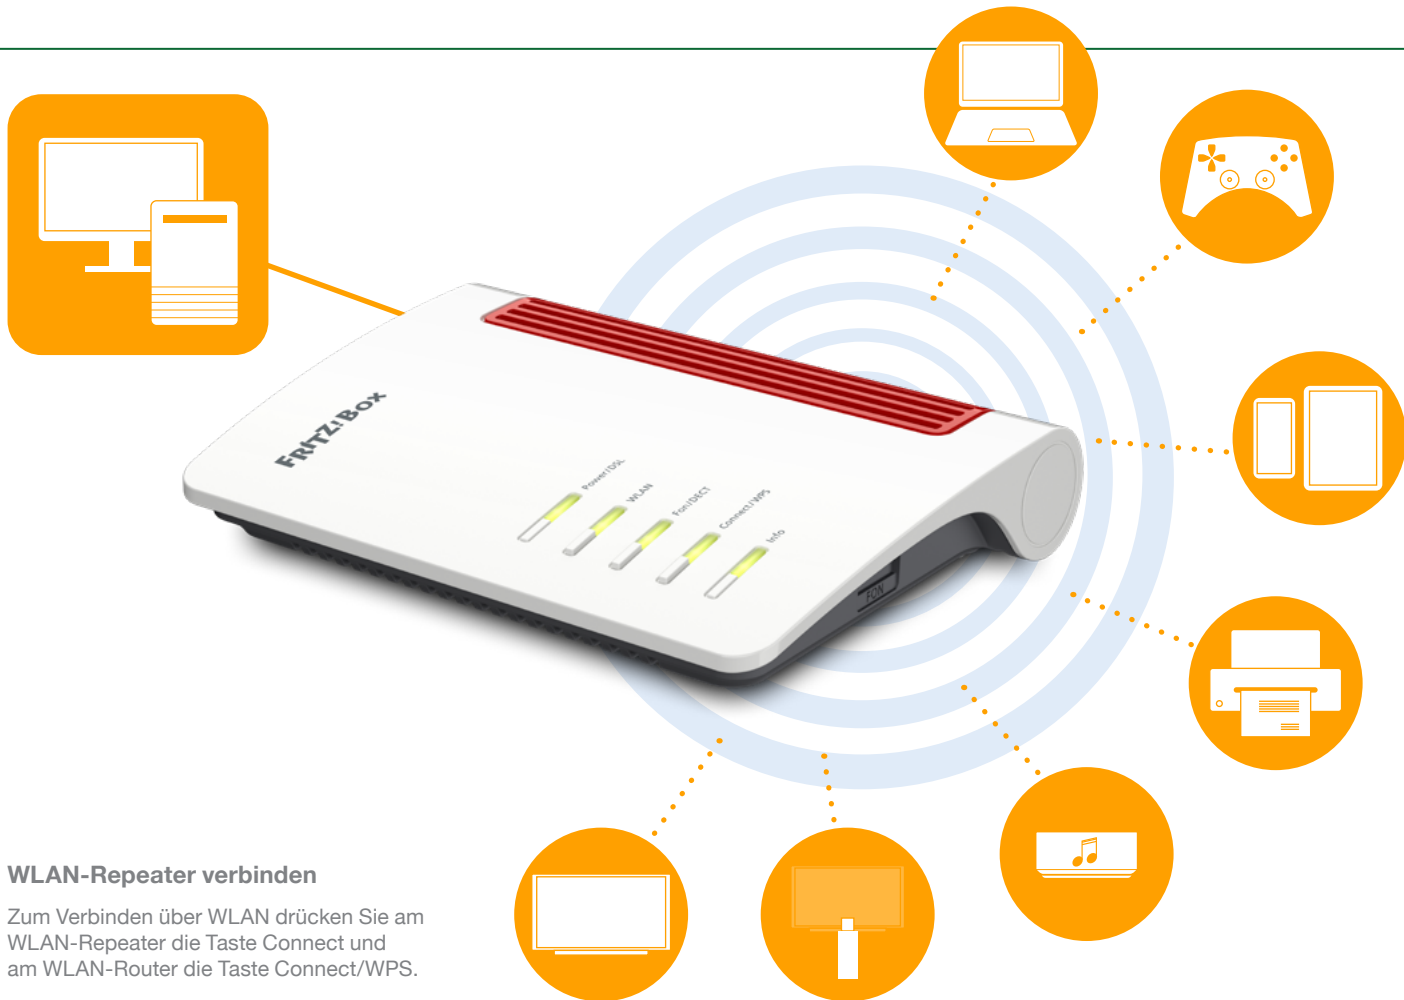 FRITZ!Box
Power/DSL
WLAN
Fon/DECT
Connect/WPS
Info
FON
WLAN-Repeater verbinden
Zum Verbinden über WLAN drücken Sie am
WLAN-Repeater die Taste Connect und
am WLAN-Router die Taste Connect/WPS.